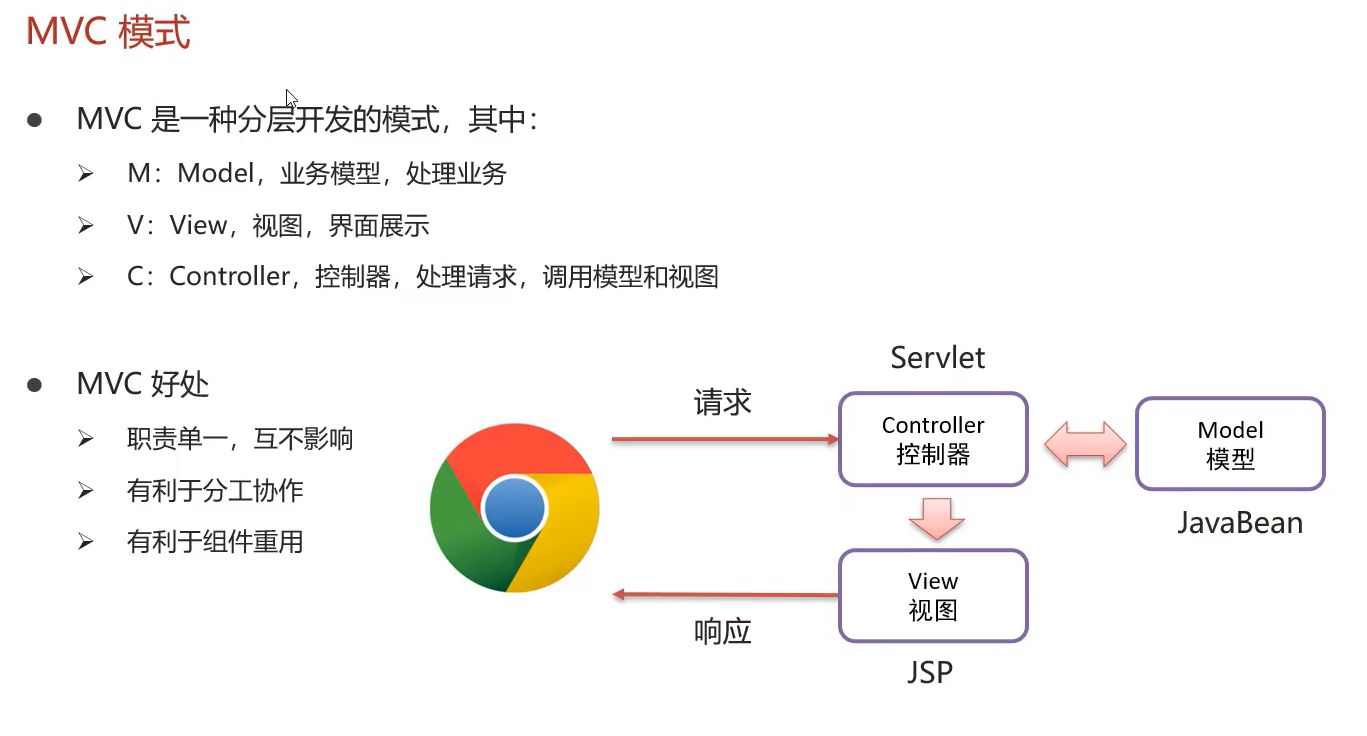 MVC 模式
MVC 是一种分层开发的模式，其中：
M：Model，业务模型，处理业务
V：View，视图，界面展示
C：Controller，控制器，处理请求，调用模型和视图
MVC 好处
职责单一，互不影响
有利于分工协作
有利于组件重用
请求
响应
Servlet
Controller
控制器
Model
模型
JavaBean
View
视图
JSP